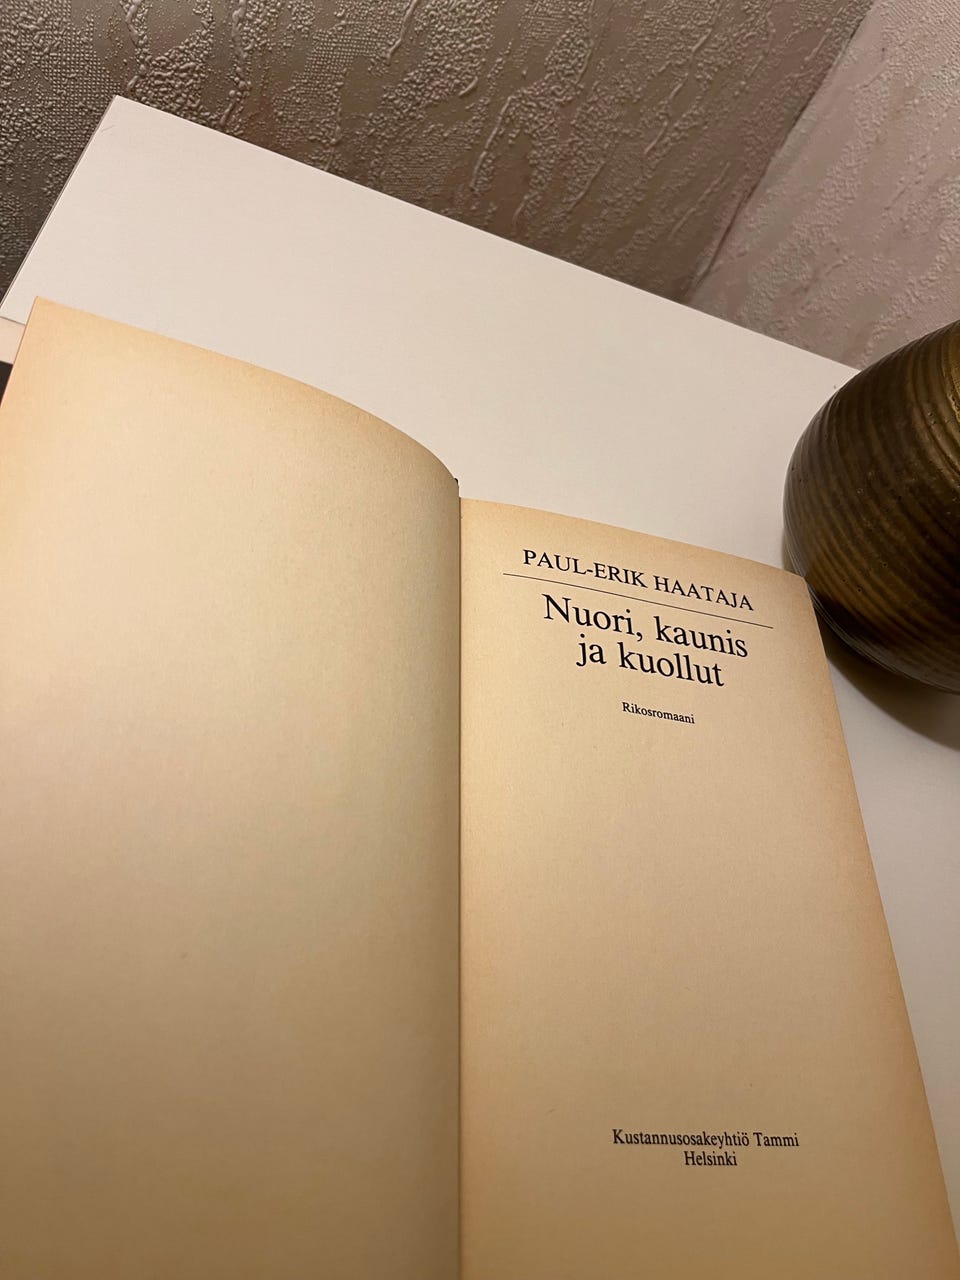 PAUL-ERIK HAATAJA
Nuori, kaunis
ja kuollut
Rikosromaani
Kustannusosakeyhtiö Tammi
Helsinki